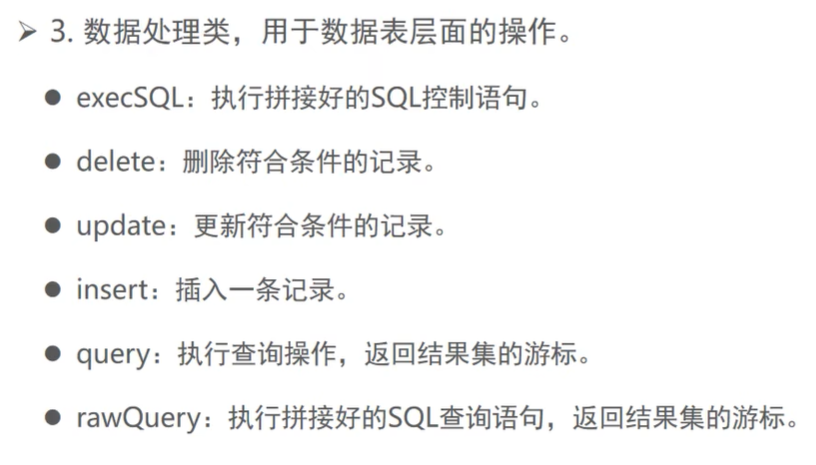 ➢ 3. 数据处理类，用于数据表层面的操作。
● execSQL：执行拼接好的SQL控制语句。
● delete：删除符合条件的记录。
● update：更新符合条件的记录。
● insert：插入一条记录。
● query：执行查询操作，返回结果集的游标。
● rawQuery：执行拼接好的SQL查询语句，返回结果集的游标。